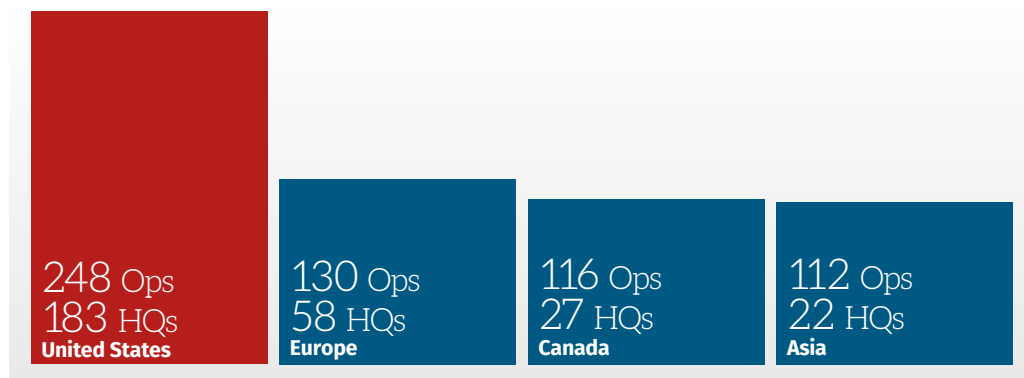 248 Ops
183 HQs
United States
130 Ops
58 HQs
Europe
116 Ops
27 HQs
Canada
112 Ops
22 HQs
Asia